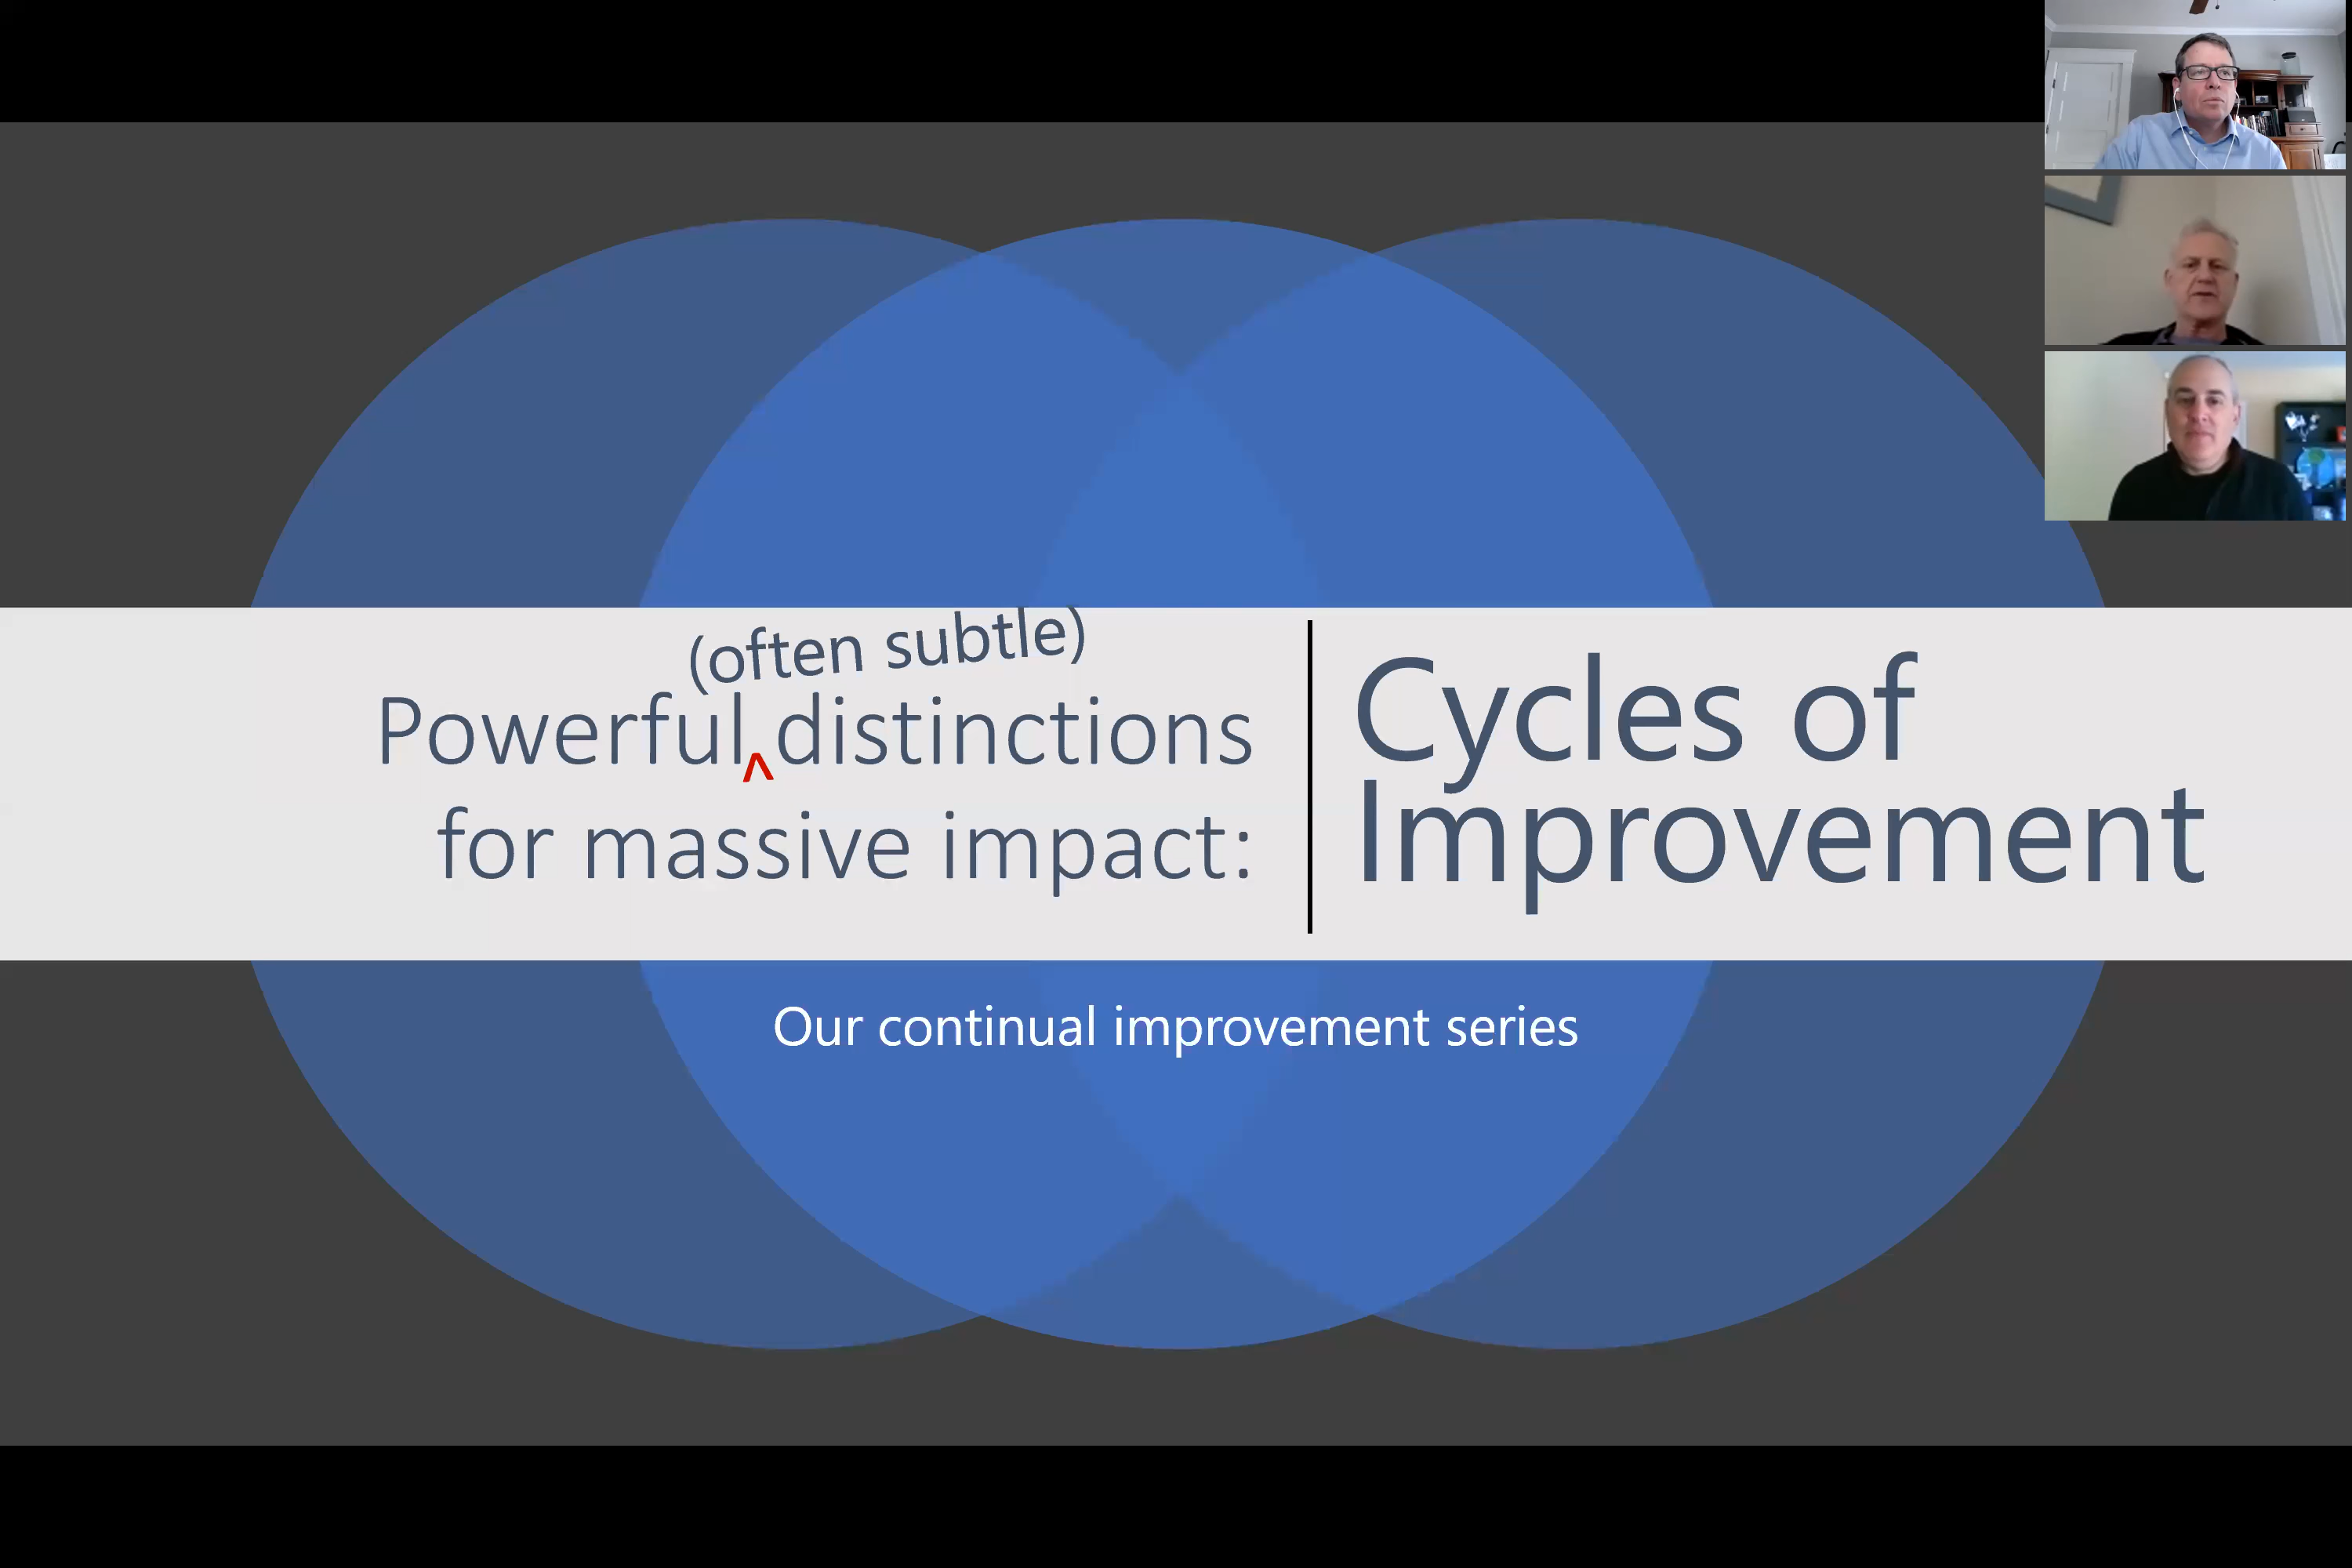 (often subtle)
Powerful ^ distinctions
for massive impact:
Cycles of
Improvement
Our continual improvement series